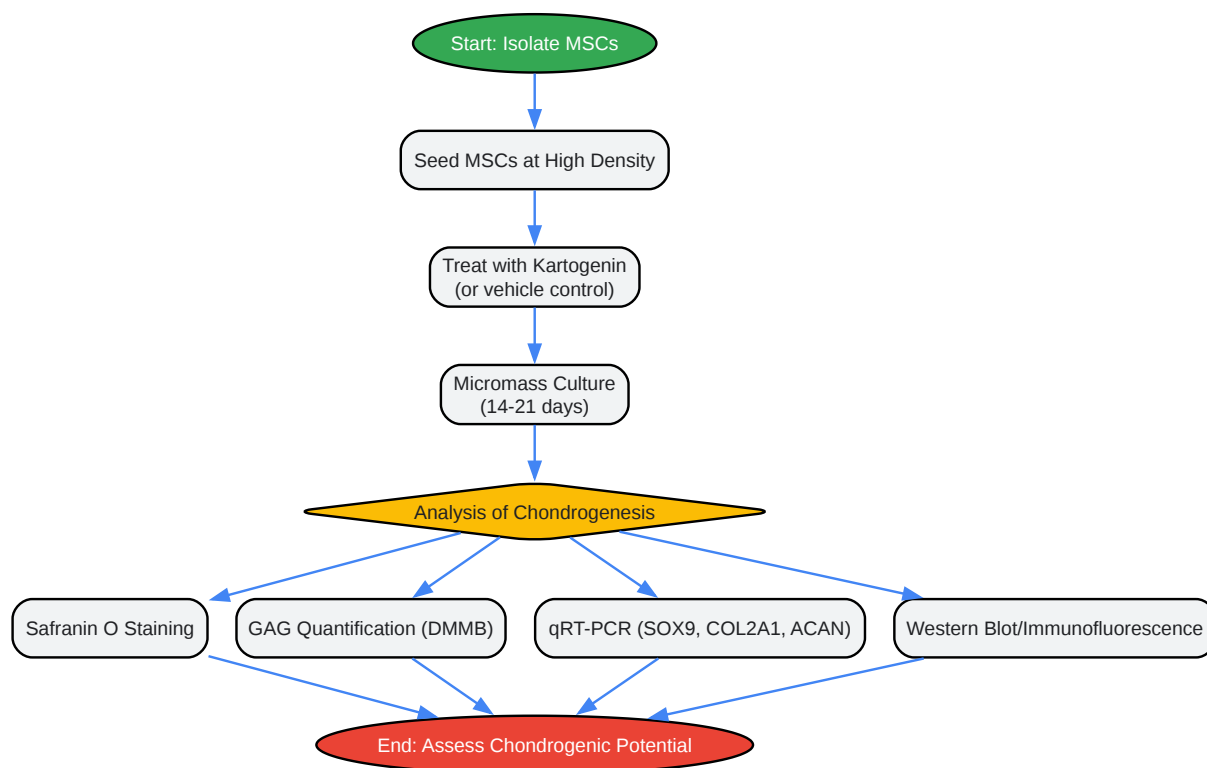 Start: Isolate MSCs
Seed MSCs at High Density
Treat with Kartogenin
(or vehicle control)
Micromass Culture
(14-21 days)
Analysis of Chondrogenesis
Safranin O Staining
GAG Quantification (DMMB)
qRT-PCR (SOX9, COL2A1, ACAN)
Western Blot/Immunofluorescence
End: Assess Chondrogenic Potential